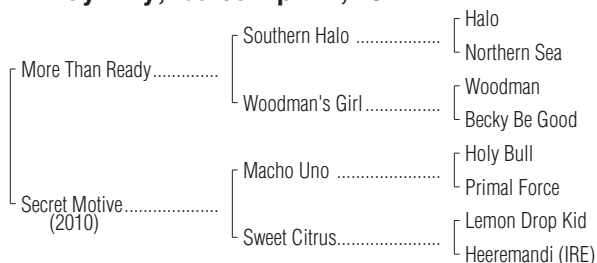 Halo
Southern Halo ...................
Northern Sea
More Than Ready..............
Woodman
Woodman's Girl.................
Becky Be Good
Holy Bull
Macho Uno ...................
Primal Force
Secret Motive....................
(2010)
Lemon Drop Kid
Sweet Citrus.....................
Heeremandi (IRE)